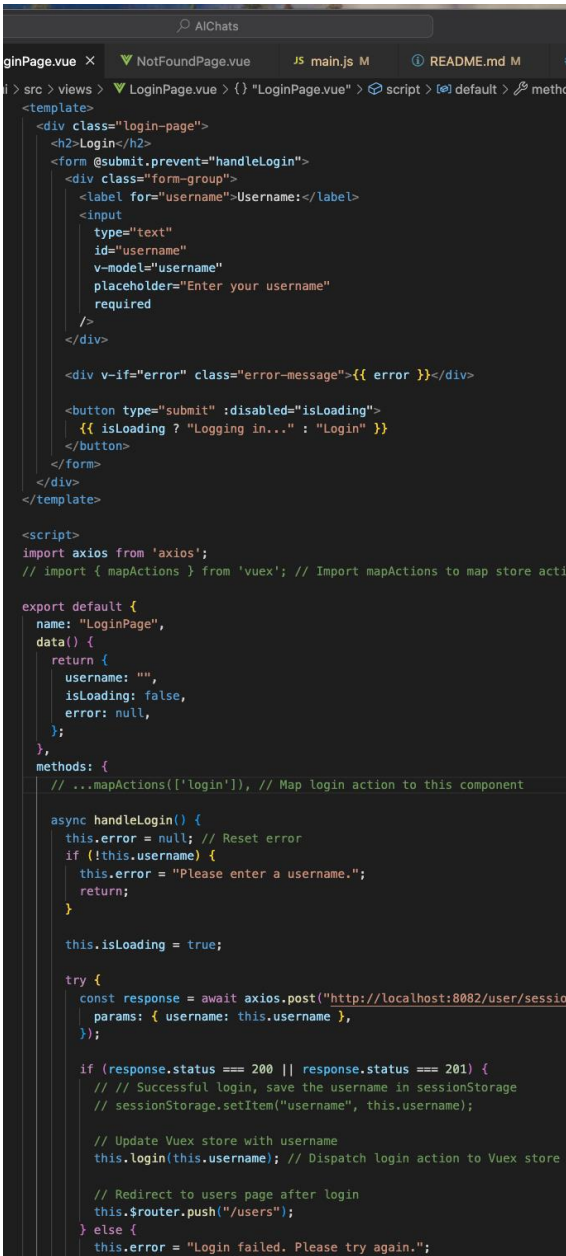 AIChats
ginPage.vue × NotFoundPage.vue JS main.js M README.md M
i > src > views > LoginPage.vue > {} "LoginPage.vue" > script > default > metho
<template>
<div class="login-page">
<h2>Login</h2>
<form @submit.prevent="handleLogin">
<div class="form-group">
<label for="username">Username:</label>
<input
type="text"
id="username"
v-model="username"
placeholder="Enter your username"
required
/>
</div>
<div v-if="error" class="error-message">{{ error }}</div>
<button type="submit" :disabled="isLoading">
{{ isLoading ? "Logging in..." : "Login" }}
</button>
</form>
</div>
</template>
<script>
import axios from 'axios';
// import { mapActions } from 'vuex'; // Import mapActions to map store acti
export default {
name: "LoginPage",
data() {
return {
username: "",
isLoading: false,
error: null,
};
},
methods: {
// ...mapActions(['login']), // Map login action to this component
async handleLogin() {
this.error = null; // Reset error
if (!this.username) {
this.error = "Please enter a username.";
return;
}
this.isLoading = true;
try {
const response = await axios.post("http://localhost:8082/user/sessio
params: { username: this.username },
});
if (response.status === 200 || response.status === 201) {
// // Successful login, save the username in sessionStorage
// sessionStorage.setItem("username", this.username);
// Update Vuex store with username
this.login(this.username); // Dispatch login action to Vuex store
// Redirect to users page after login
this.$router.push("/users");
} else {
this.error = "Login failed. Please try again.";